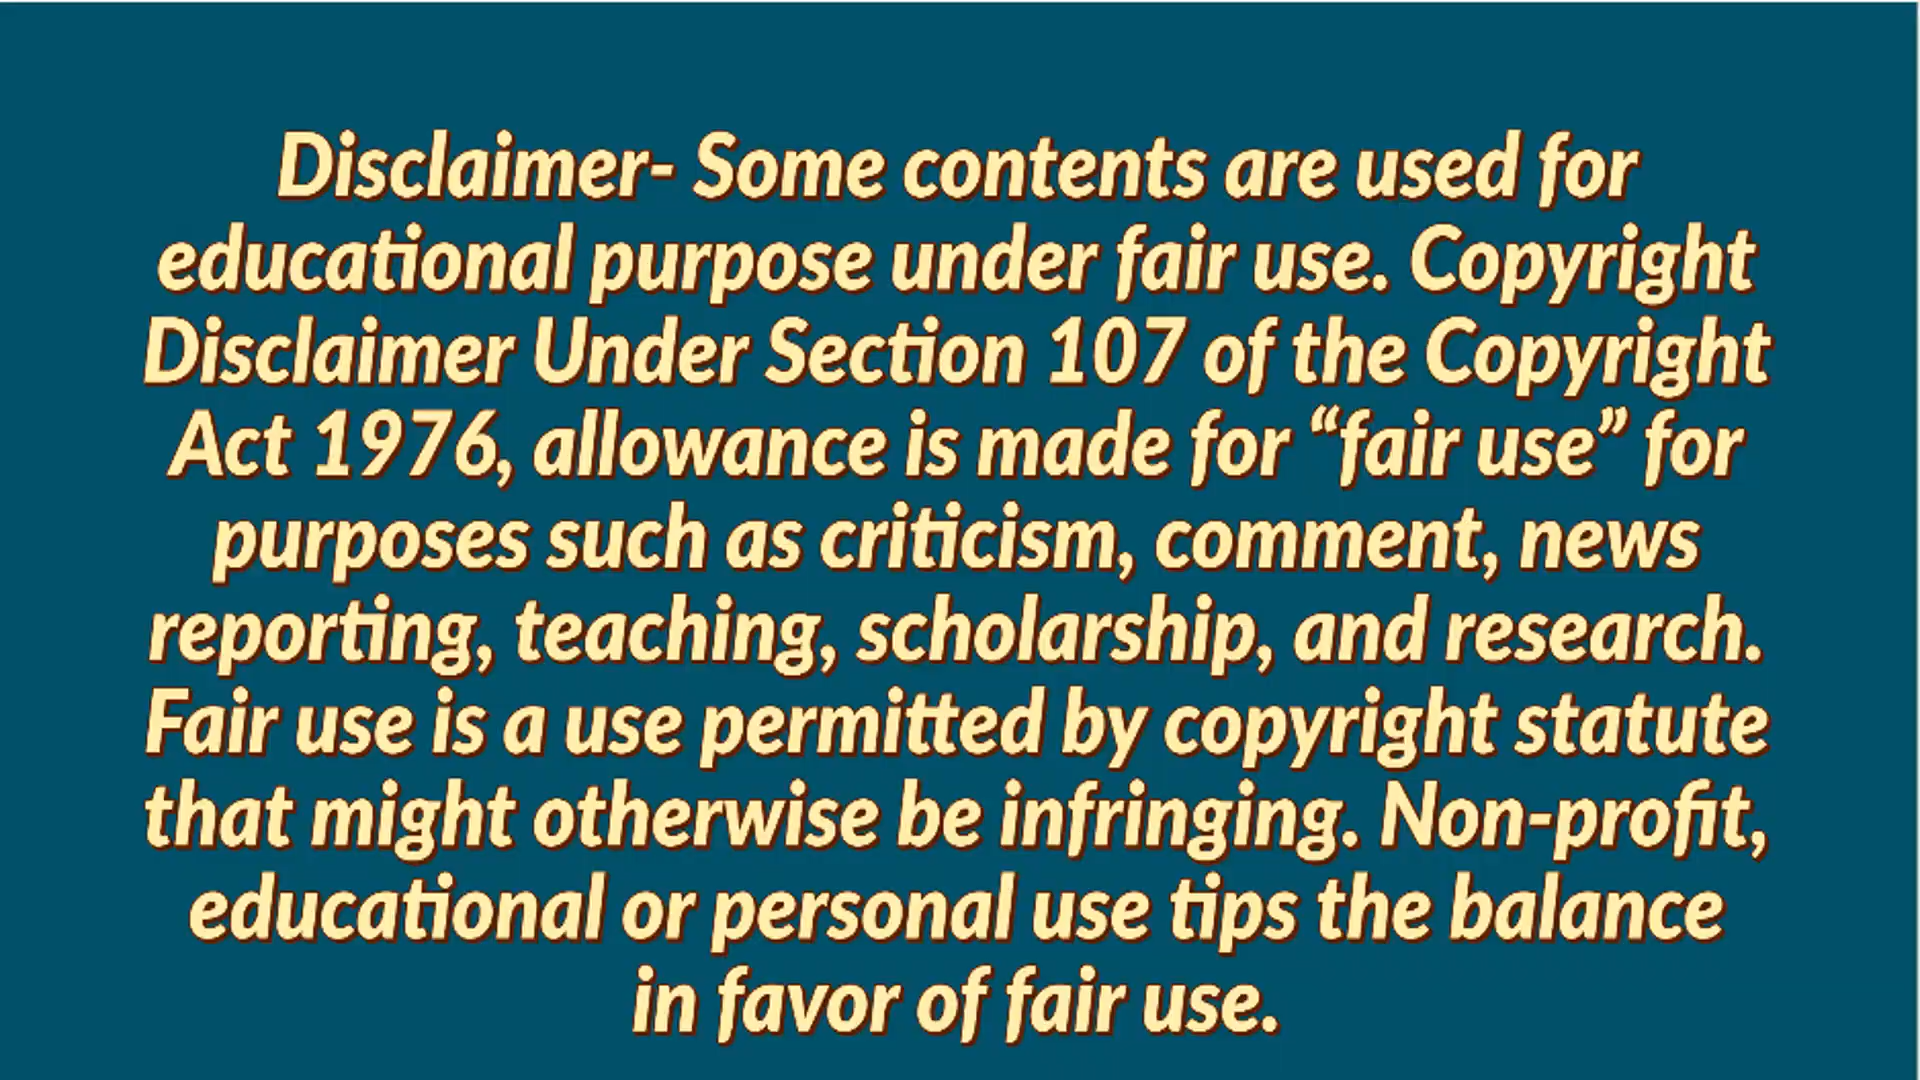 Disclaimer- Some contents are used for
educational purpose under fair use. Copyright
Disclaimer Under Section 107 of the Copyright
Act 1976, allowance is made for “fair use” for
purposes such as criticism, comment, news
reporting, teaching, scholarship, and research.
Fair use is a use permitted by copyright statute
that might otherwise be infringing. Non-profit,
educational or personal use tips the balance
in favor of fair use.